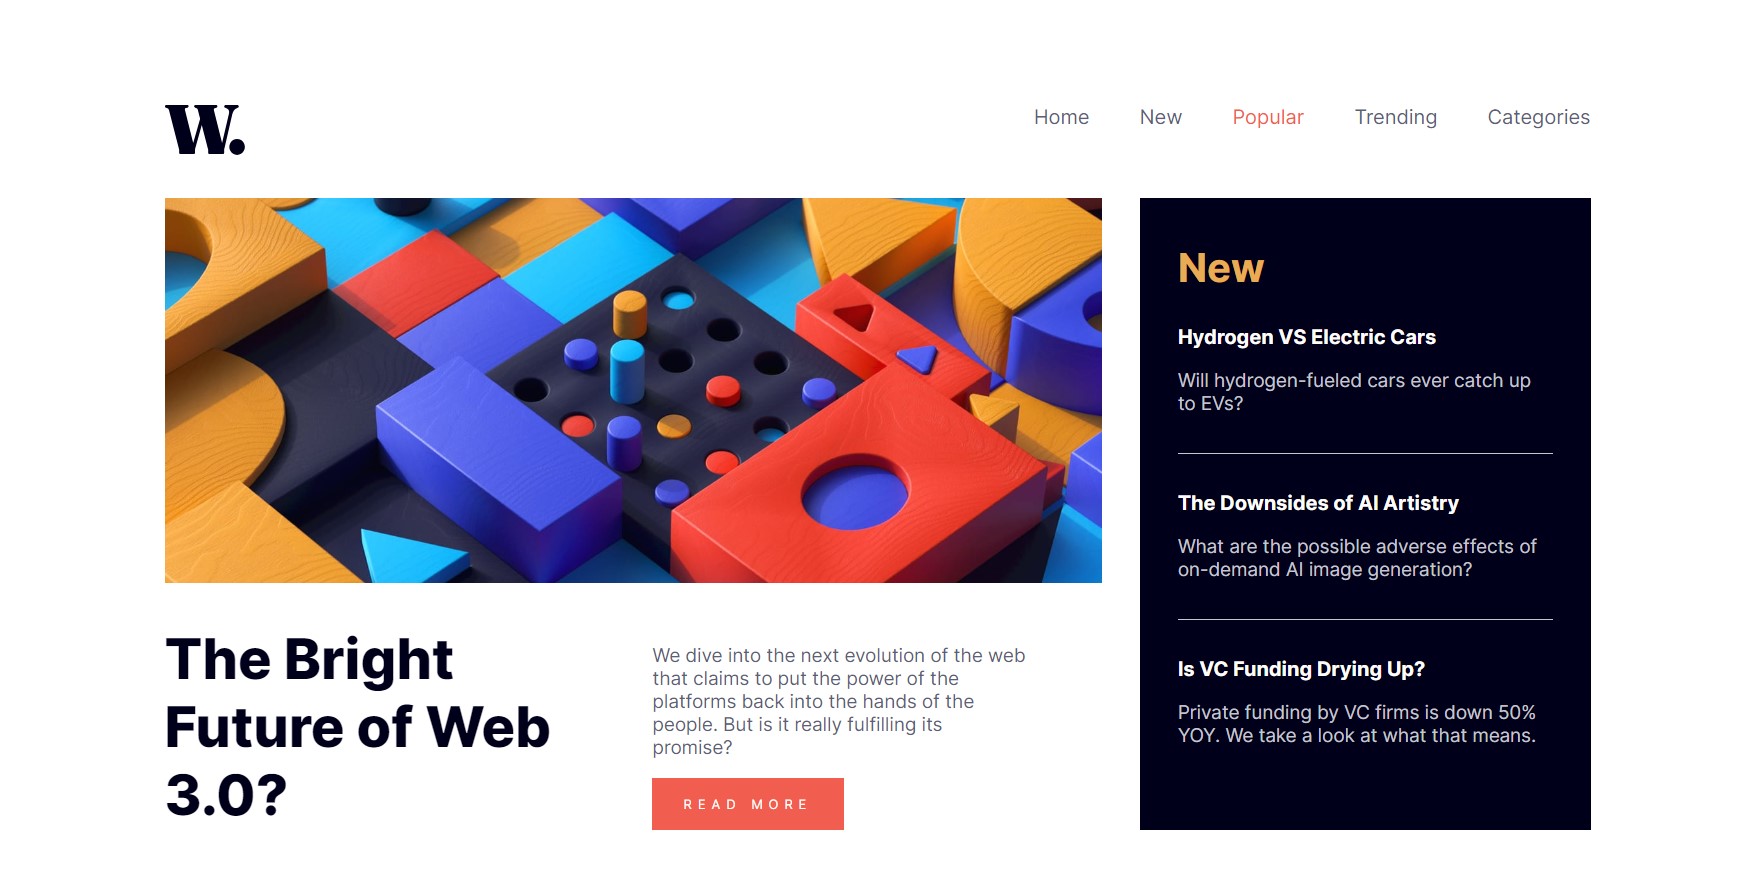 W.
Home New Popular Trending Categories
The Bright
Future of Web
3.0?
We dive into the next evolution of the web
that claims to put the power of the
platforms back into the hands of the
people. But is it really fulfilling its
promise?
READ MORE
New
Hydrogen VS Electric Cars
Will hydrogen-fueled cars ever catch up
to EVs?
The Downsides of AI Artistry
What are the possible adverse effects of
on-demand AI image generation?
Is VC Funding Drying Up?
Private funding by VC firms is down 50%
YOY. We take a look at what that means.